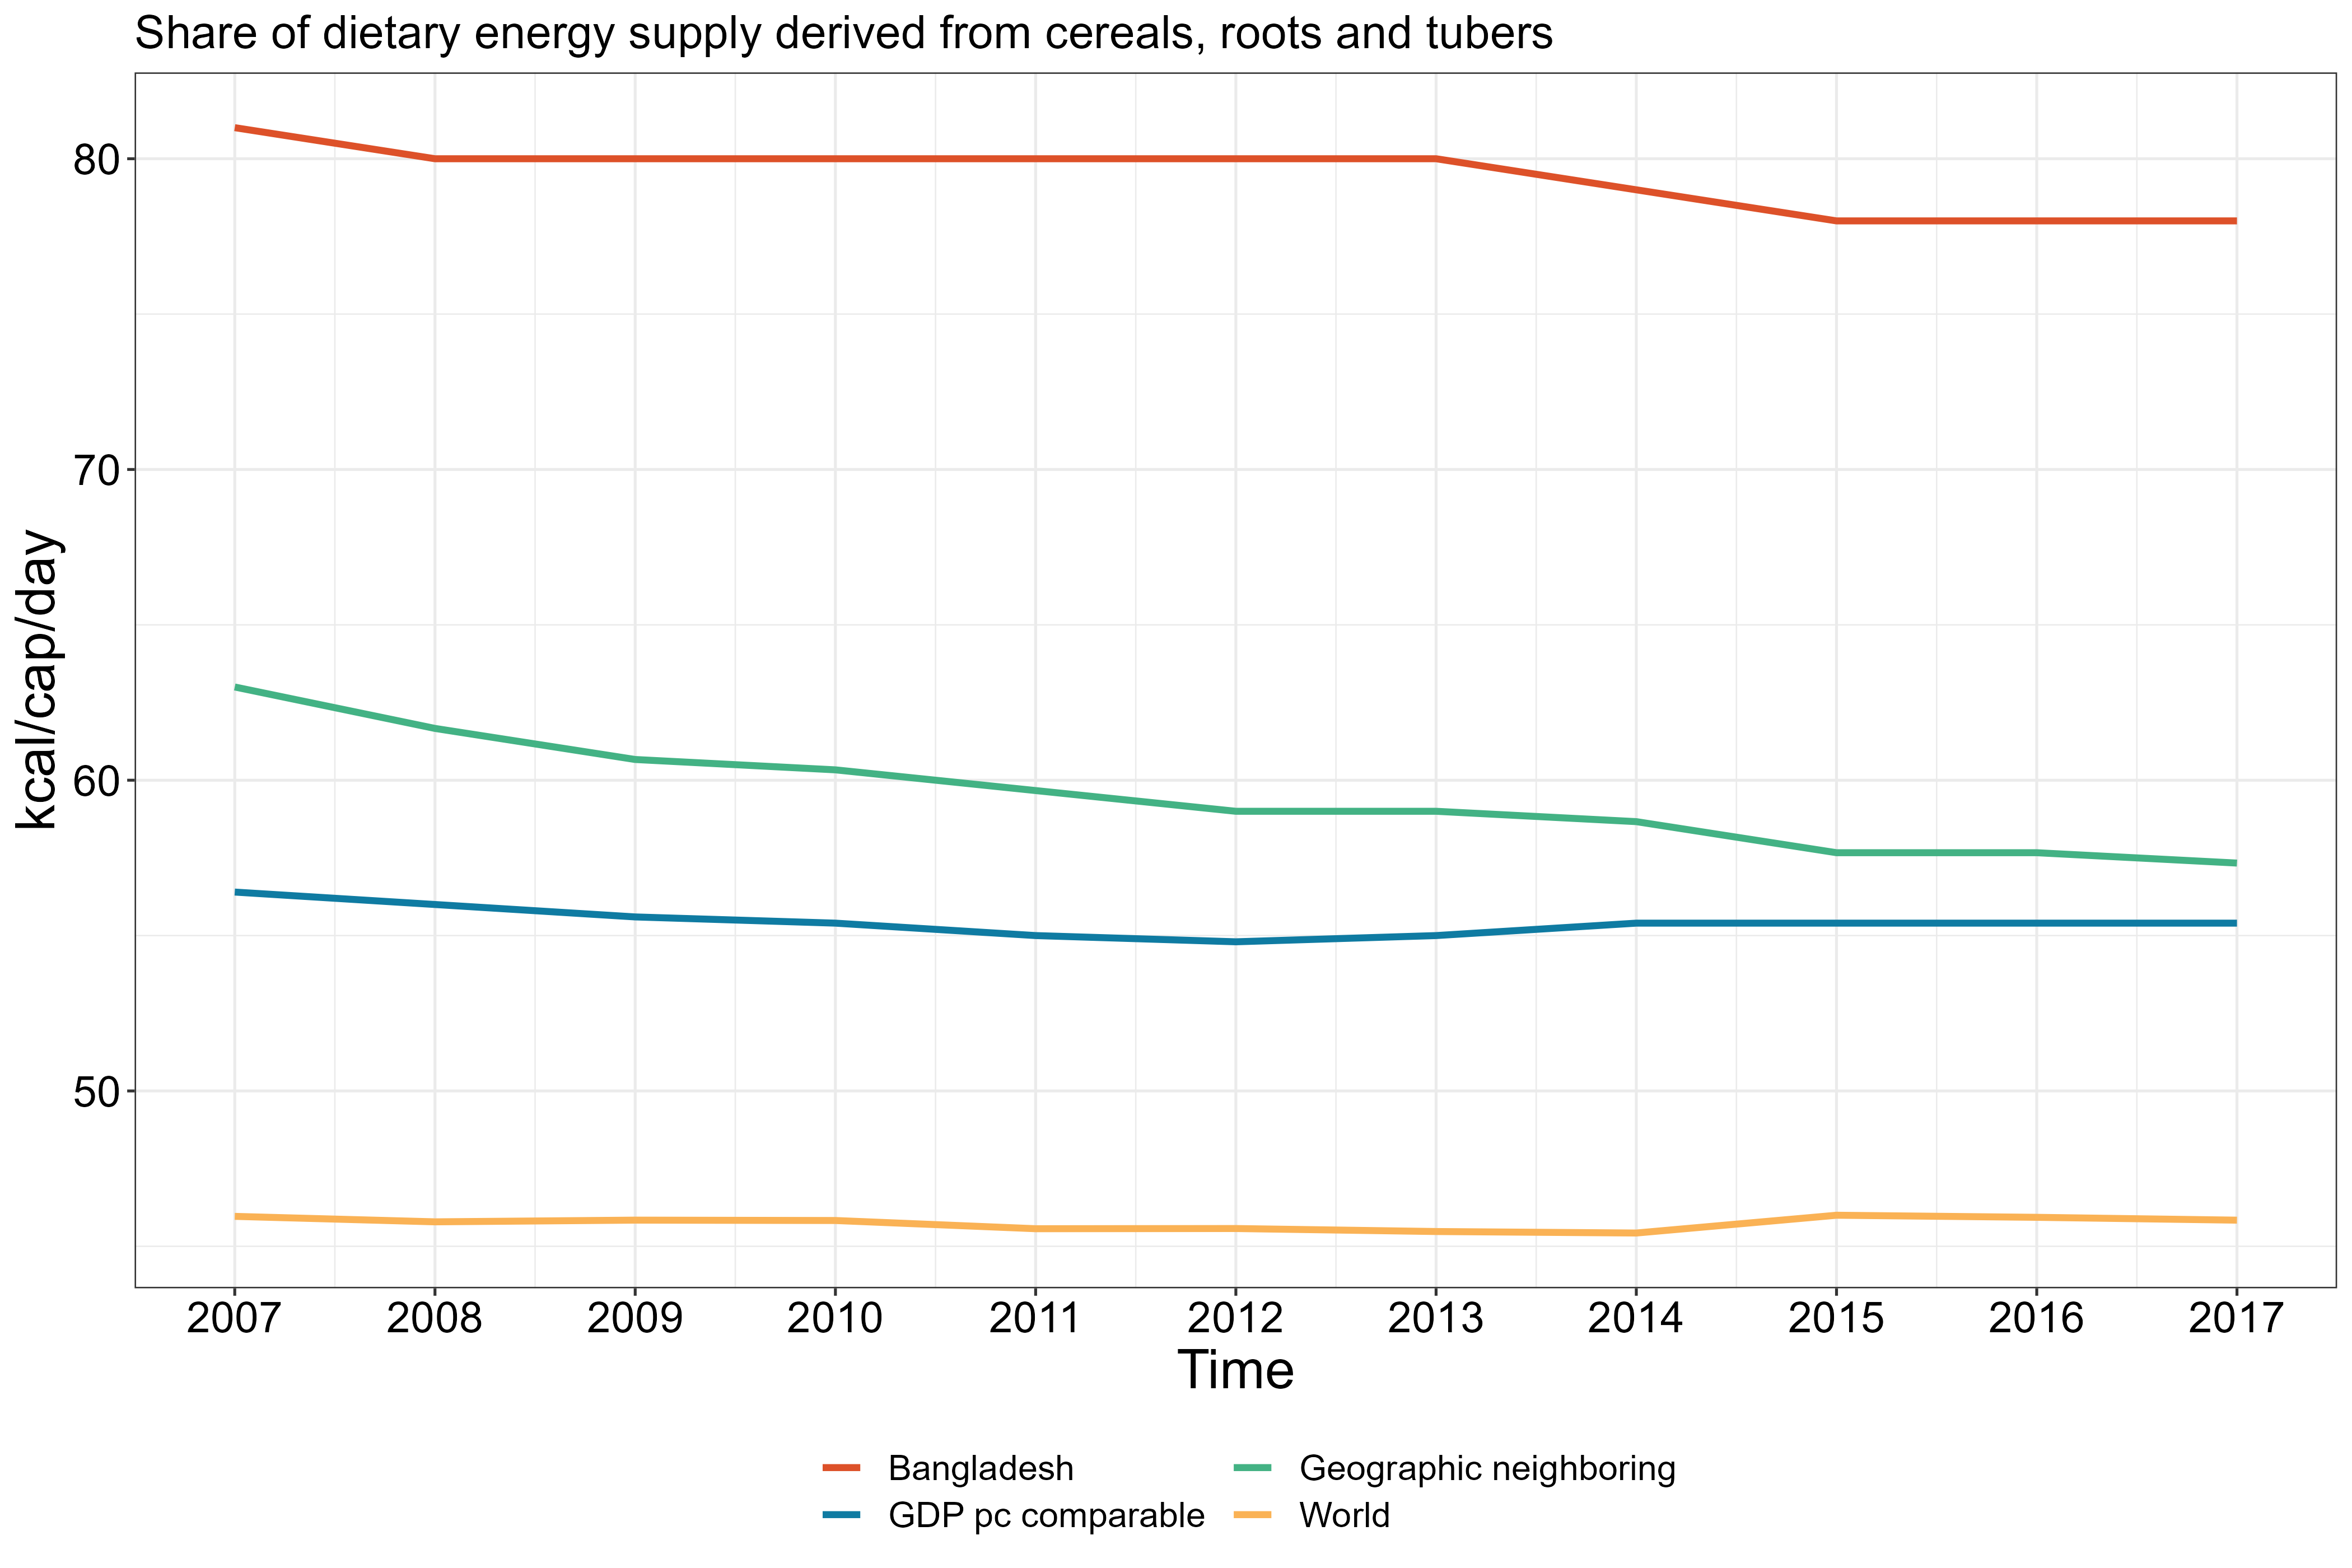 Share of dietary energy supply derived from cereals, roots and tubers
kcal/cap/day
80
70
60
50
2007 2008 2009 2010 2011 2012 2013 2014 2015 2016 2017
Time
Bangladesh Geographic neighboring
GDP pc comparable World